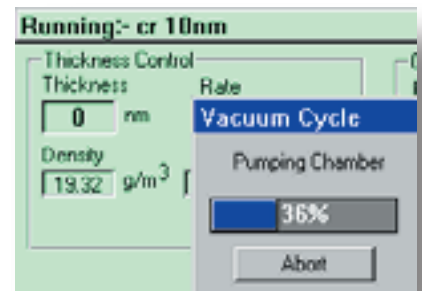 Running:- cr 10nm
Thickness Control
Thickness Rate
0 nm
Density
19.32 g/m3
Vacuum Cycle
Pumping Chamber
36%
Abort